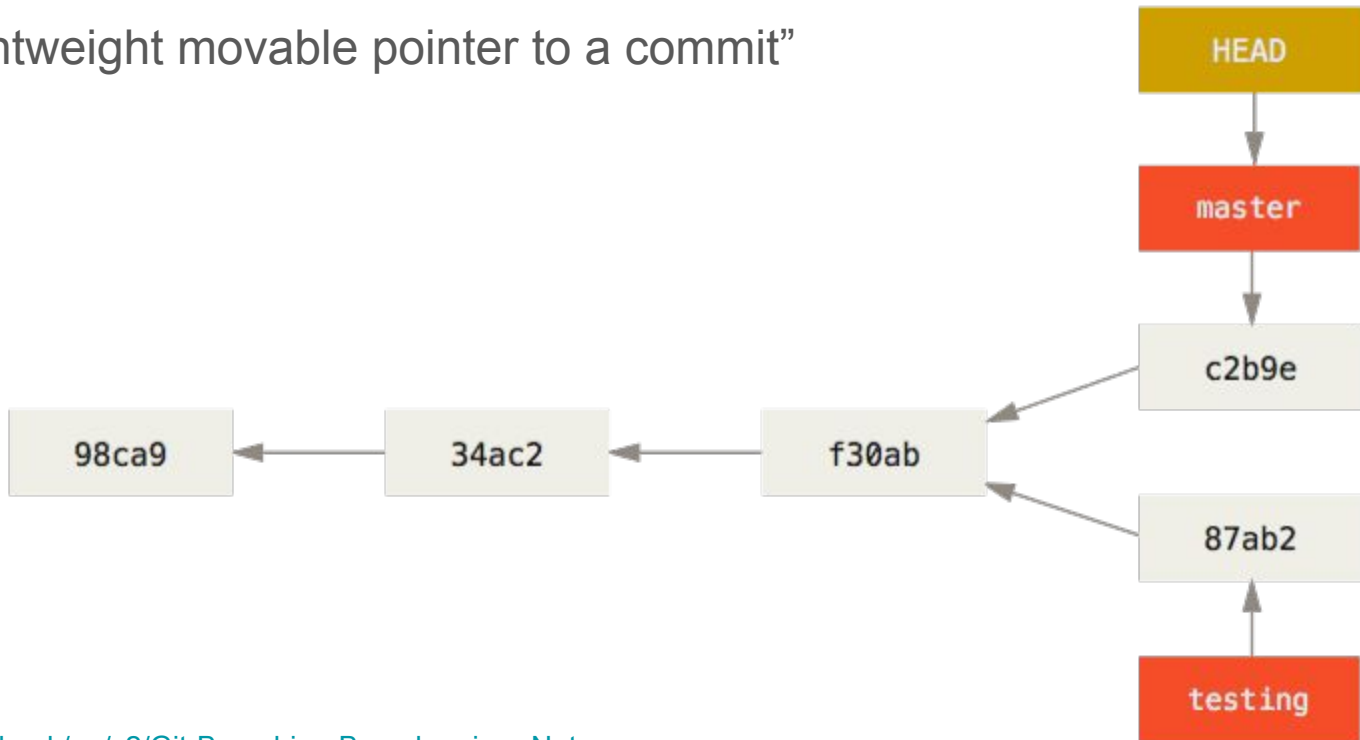 ntweight movable pointer to a commit”
HEAD
master
c2b9e
98ca9
34ac2
f30ab
87ab2
testing